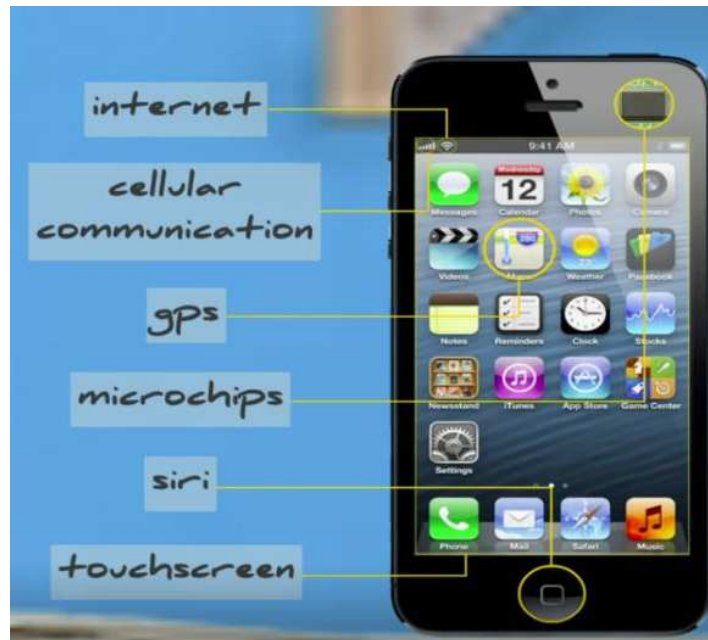 internet
cellular
communication
gps
microchips
siri
touchscreen
9:41 AM
Wednesday
12
Messages
Calendar
Photos
Camera
280
Videos
Maps
Weather
Passbook
Notes
Reminders
Clock
Stocks
Newsstand
iTunes
App Store
Game Center
Settings
Phone
Mail
Safari
Music